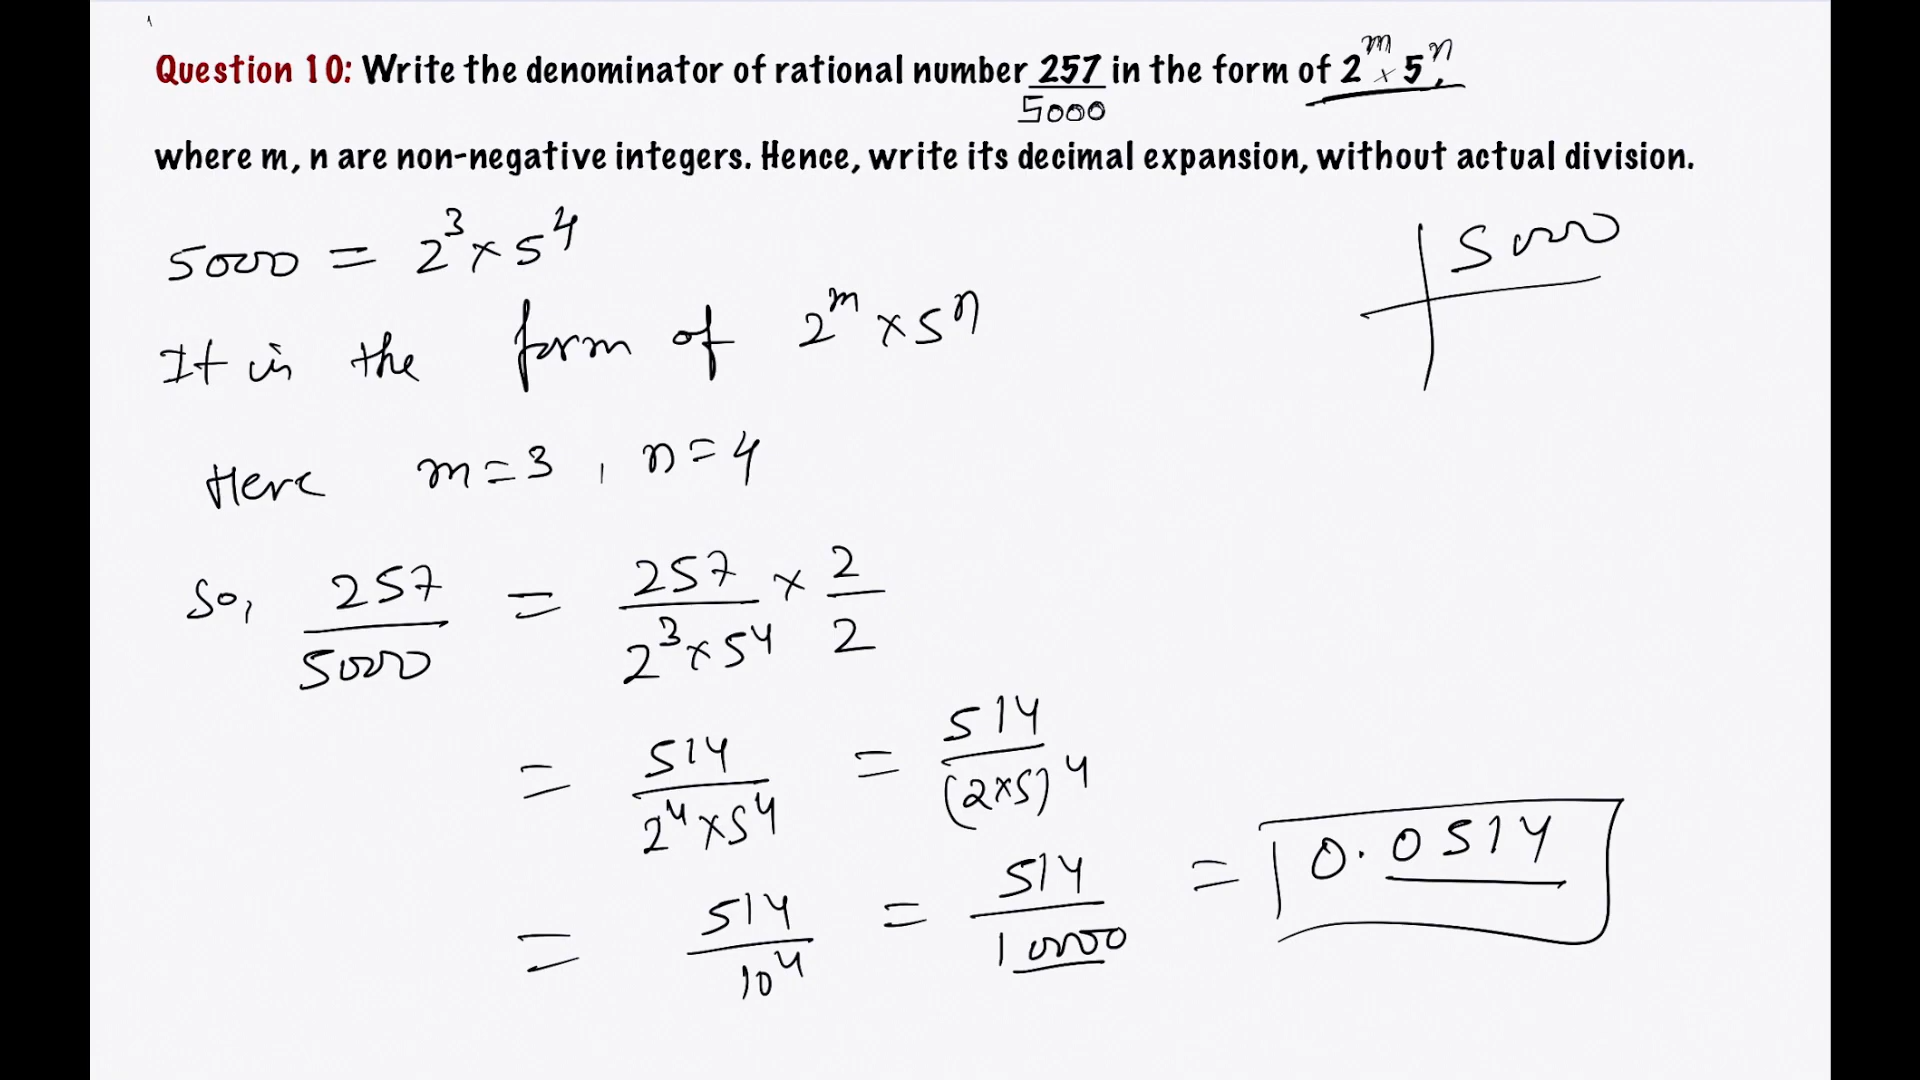 Question 10: Write the denominator of rational number 257/5000 in the form of 2^m × 5^n,
where m, n are non-negative integers. Hence, write its decimal expansion, without actual division.
5000 = 2^3 × 5^4
5000
It is the form of 2^m × 5^n
Here m = 3, n = 4
So, 257/5000 = 257/(2^3 × 5^4) × 2/2
= 514/(2^4 × 5^4) = 514/(2×5)^4
= 514/10^4 = 514/10000 = 0.0514